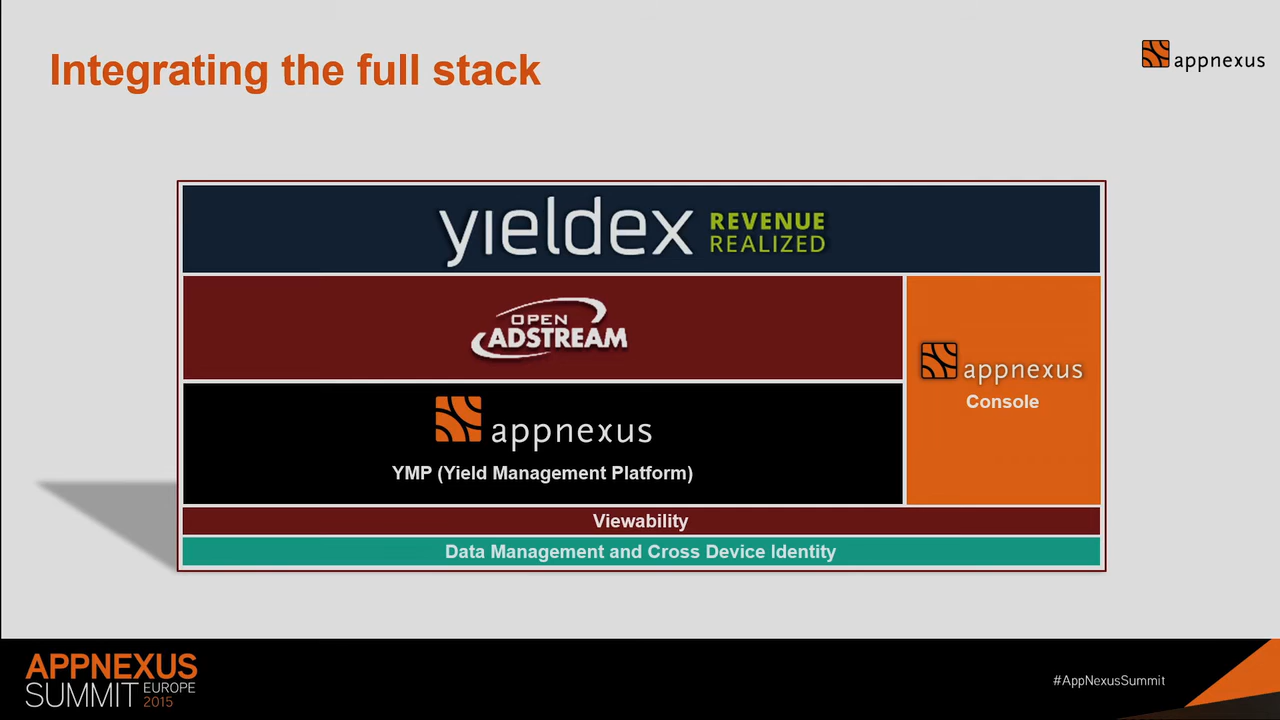 Integrating the full stack
appnexus
yieldex REVENUE
REALIZED
OPEN
ADSTREAM
appnexus
Console
appnexus
YMP (Yield Management Platform)
Viewability
Data Management and Cross Device Identity
APPNEXUS
SUMMIT EUROPE
2015
#AppNexusSummit